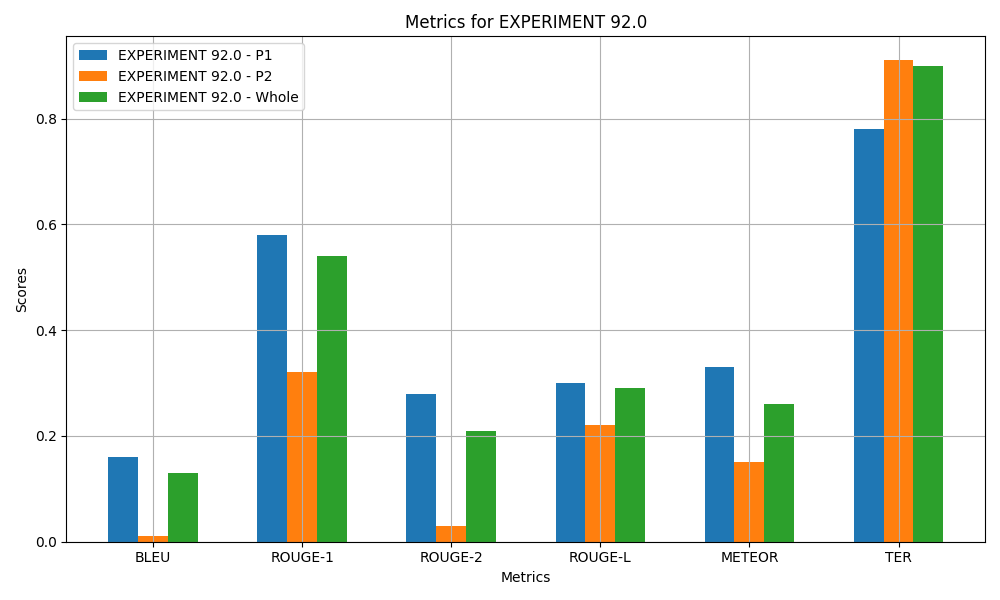 Metrics for EXPERIMENT 92.0
EXPERIMENT 92.0 - P1
EXPERIMENT 92.0 - P2
EXPERIMENT 92.0 - Whole
Scores
0.8
0.6
0.4
0.2
0.0
BLEU
ROUGE-1
ROUGE-2
ROUGE-L
METEOR
TER
Metrics